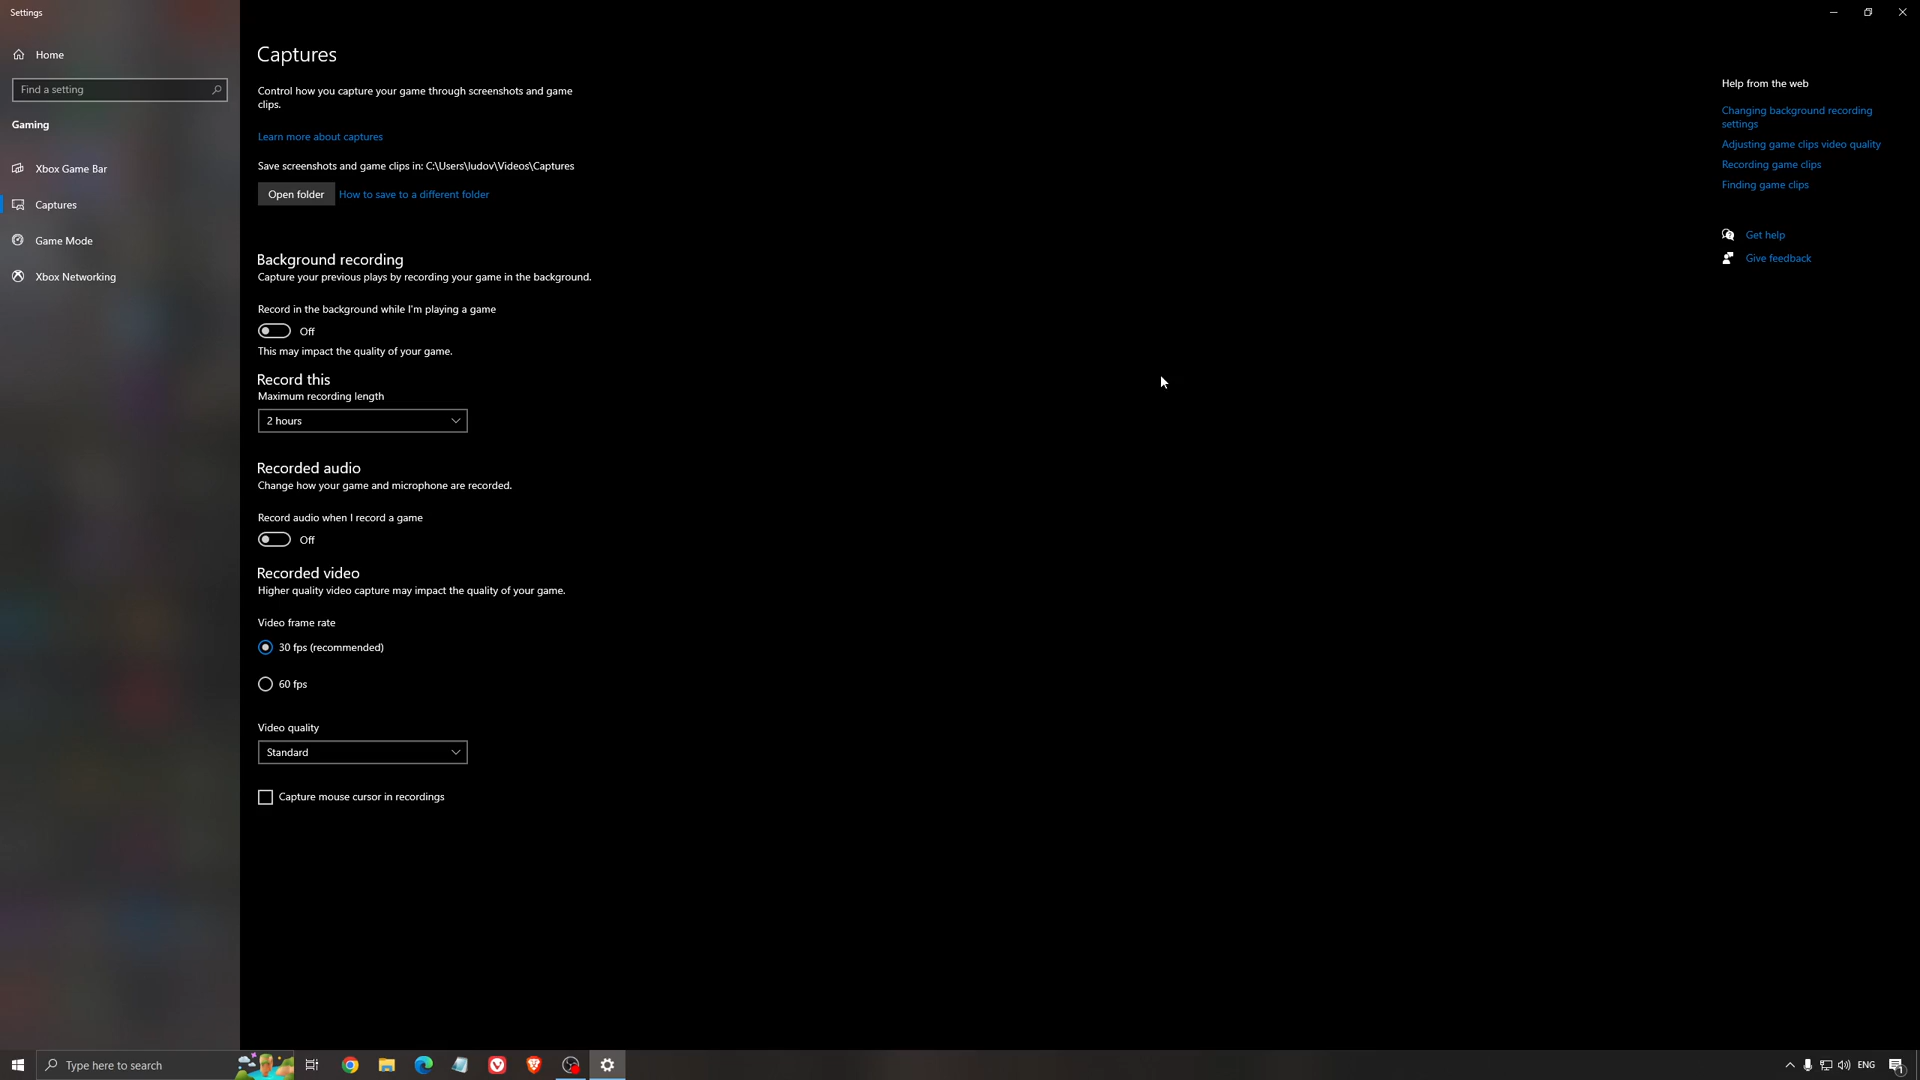 Settings
Home
Find a setting
Gaming
Xbox Game Bar
Captures
Game Mode
Xbox Networking
Captures
Control how you capture your game through screenshots and game
clips.
Learn more about captures
Save screenshots and game clips in: C:\Users\ludov\Videos\Captures
Open folder
How to save to a different folder
Background recording
Capture your previous plays by recording your game in the background.
Record in the background while I'm playing a game
Off
This may impact the quality of your game.
Record this
Maximum recording length
2 hours
Recorded audio
Change how your game and microphone are recorded.
Record audio when I record a game
Off
Recorded video
Higher quality video capture may impact the quality of your game.
Video frame rate
30 fps (recommended)
60 fps
Video quality
Standard
Capture mouse cursor in recordings
Help from the web
Changing background recording
settings
Adjusting game clips video quality
Recording game clips
Finding game clips
Get help
Give feedback
Type here to search
ENG
1